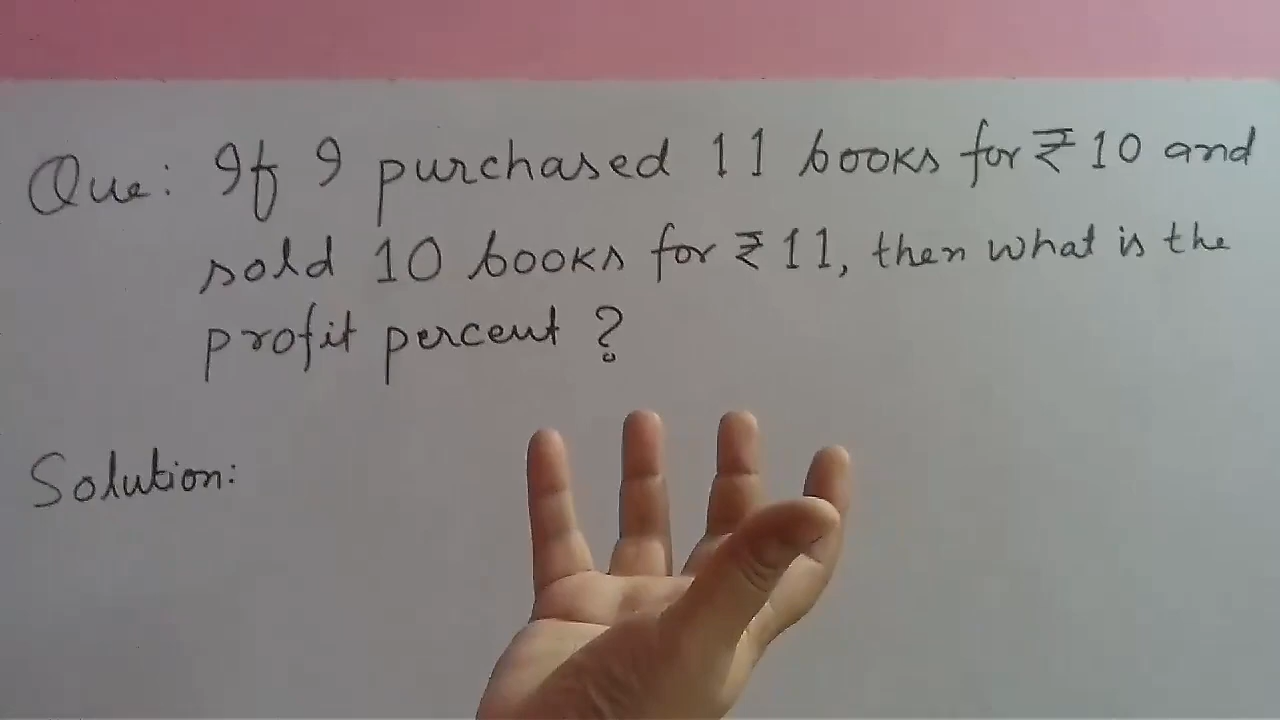 Que: If I purchased 11 books for ₹ 10 and
sold 10 books for ₹ 11, then what is the
profit percent ?
Solution: